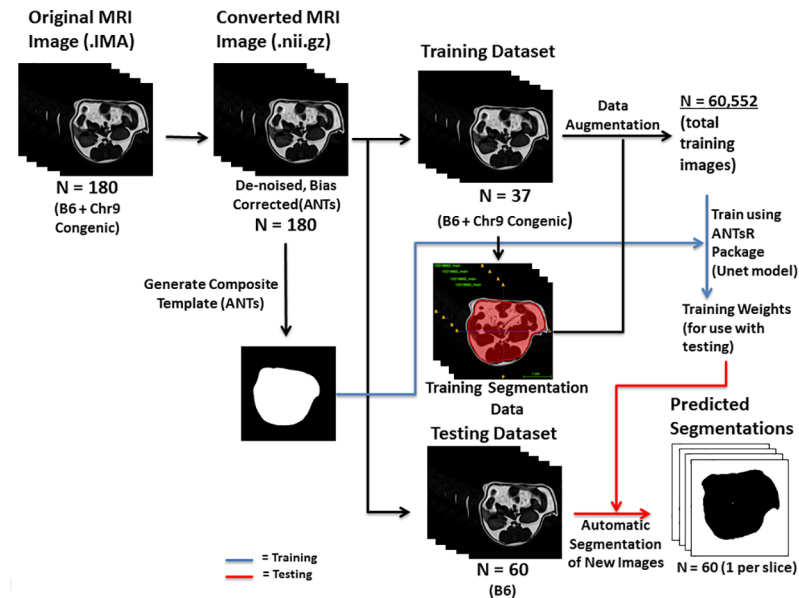 Original MRI
Image (.IMA)
N = 180
(B6 + Chr9
Congenic)
Converted MRI
Image (.nii.gz)
De-noised, Bias
Corrected(ANTs)
N = 180
Training Dataset
N = 37
(B6 + Chr9 Congenic)
Data
Augmentation
N = 60,552
(total
training
images)
Train using
ANTsR
Package
(Unet model)
Training Weights
(for use with
testing)
Generate Composite
Template (ANTs)
Training Segmentation
Data
Testing Dataset
N = 60
(B6)
Automatic
Segmentation
of New Images
Predicted
Segmentations
N = 60 (1 per slice)
= Training
= Testing